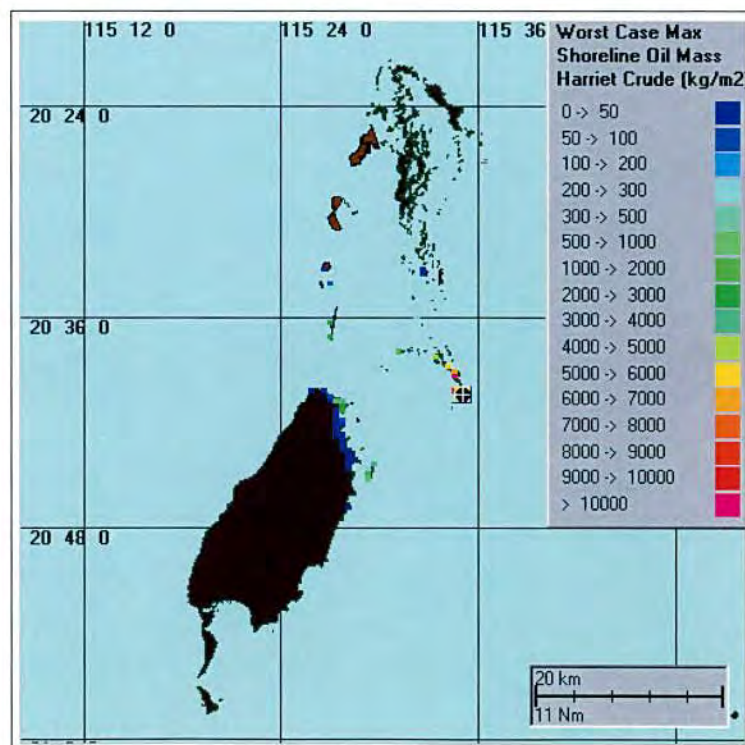 115 12 0 115 24 0 115 36
Worst Case Max
Shoreline Oil Mass
Harriet Crude (kg/m2)
20 24 0
20 36 0
20 48 0
0 -> 50
50 -> 100
100 -> 200
200 -> 300
300 -> 500
500 -> 1000
1000 -> 2000
2000 -> 3000
3000 -> 4000
4000 -> 5000
5000 -> 6000
6000 -> 7000
7000 -> 8000
8000 -> 9000
9000 -> 10000
> 10000
20 km
11 Nm